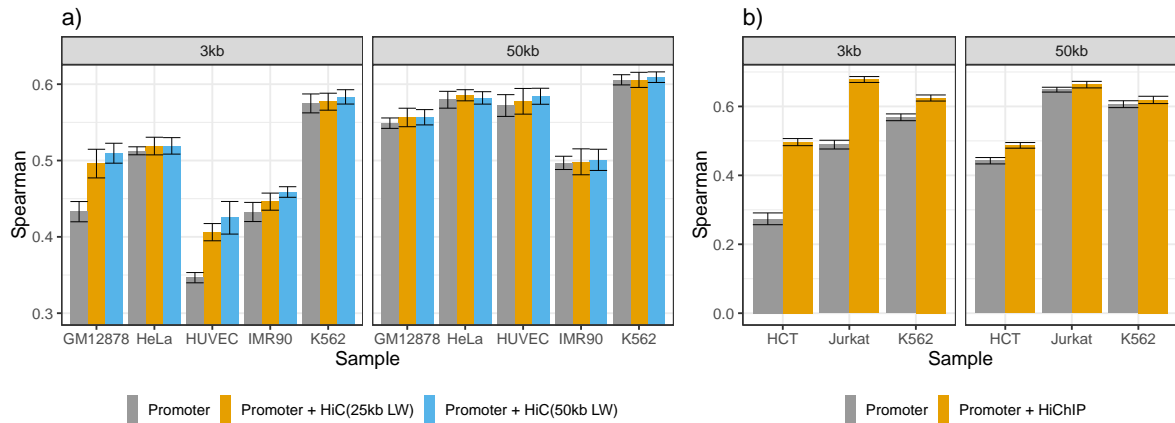 a)
3kb
50kb
Spearman
0.6
0.5
0.4
0.3
GM12878 HeLa HUVEC IMR90 K562
GM12878 HeLa HUVEC IMR90 K562
Sample
Promoter Promoter + HiC(25kb LW) Promoter + HiC(50kb LW)
b)
3kb
50kb
Spearman
0.6
0.4
0.2
0.0
HCT Jurkat K562
HCT Jurkat K562
Sample
Promoter Promoter + HiChIP